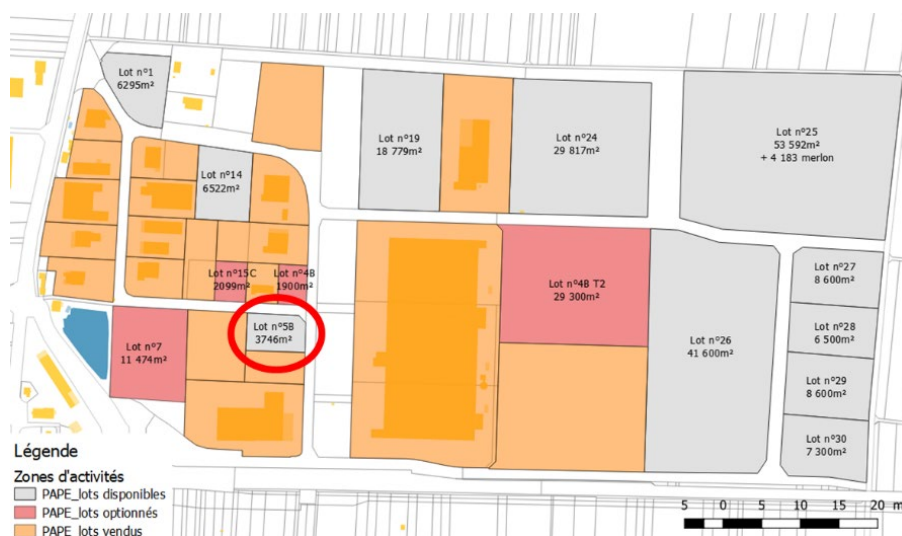 Lot n°1
6295m²
Lot n°19
18 779m²
Lot n°24
29 817m²
Lot n°25
53 592m²
+ 4 183 merlon
Lot n°14
6522m²
Lot n°15C
2099m²
Lot n°4B
1900m²
Lot n°4B T2
29 300m²
Lot n°27
8 600m²
Lot n°28
6 500m²
Lot n°26
41 600m²
Lot n°5B
3746m²
Lot n°7
11 474m²
Lot n°29
8 600m²
Lot n°30
7 300m²
Légende
Zones d'activités
PAPE_lots disponibles
PAPE_lots optionnés
PAPE_lots vendus
5 0 5 10 15 20 m